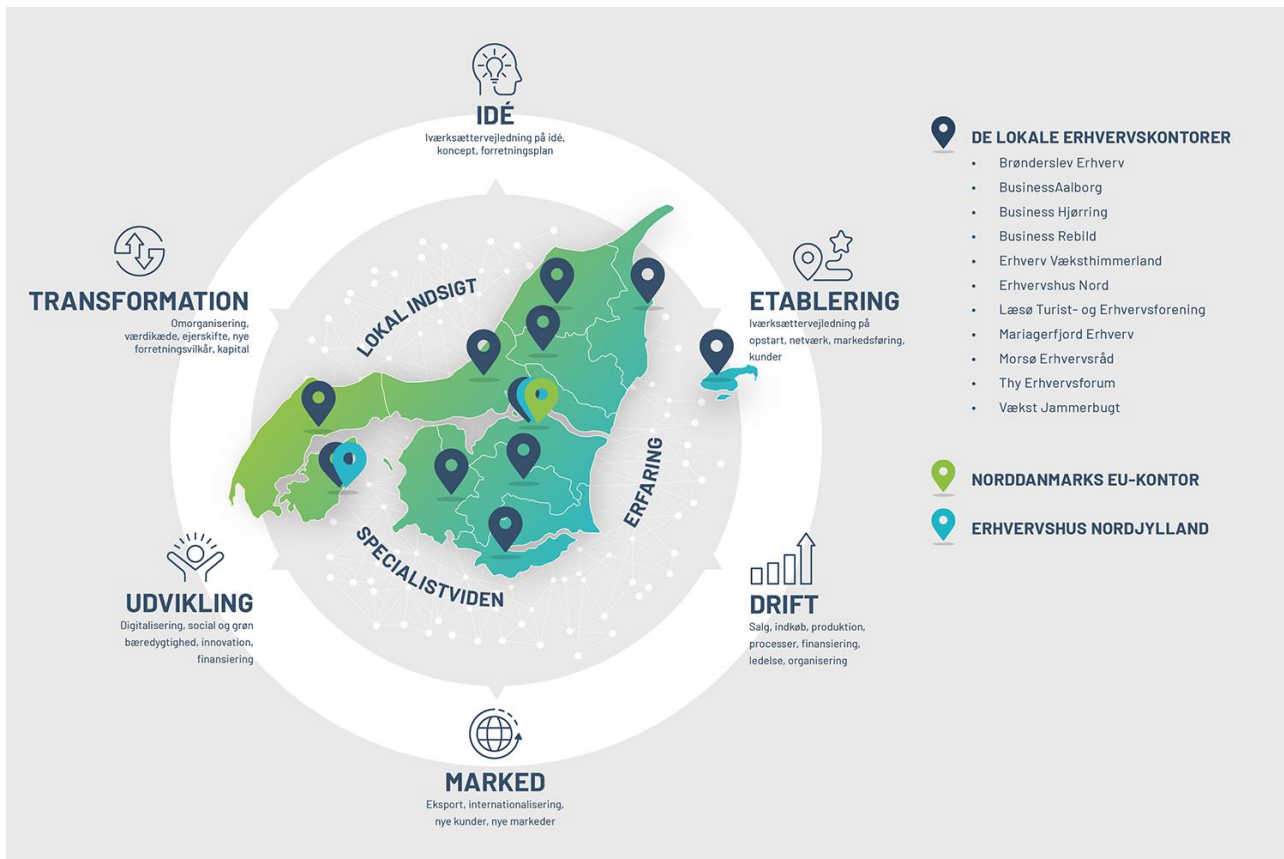 IDÉ
Iværksættervejledning på idé,
koncept, forretningsplan
TRANSFORMATION
Omorganisering,
værdikæde, ejerskifte, nye
forretningsvilkår, kapital
LOKAL INDSIGT
ETABLERING
Iværksættervejledning på
opstart, netværk, markedsføring,
kunder
ERFARING
SPECIALISTVIDEN
UDVIKLING
Digitalisering, social og grøn
bæredygtighed, innovation,
finansiering
DRIFT
Salg, indkøb, produktion,
processer, finansiering,
ledelse, organisering
MARKED
Eksport, internationalisering,
nye kunder, nye markeder
DE LOKALE ERHVERVSKONTORER
• Brønderslev Erhverv
• BusinessAalborg
• Business Hjørring
• Business Rebild
• Erhverv Væksthimmerland
• Erhvervshus Nord
• Læsø Turist- og Erhvervsforening
• Mariagerfjord Erhverv
• Morsø Erhvervsråd
• Thy Erhvervsforum
• Vækst Jammerbugt
NORDDANMARKS EU-KONTOR
ERHVERVSHUS NORDJYLLAND